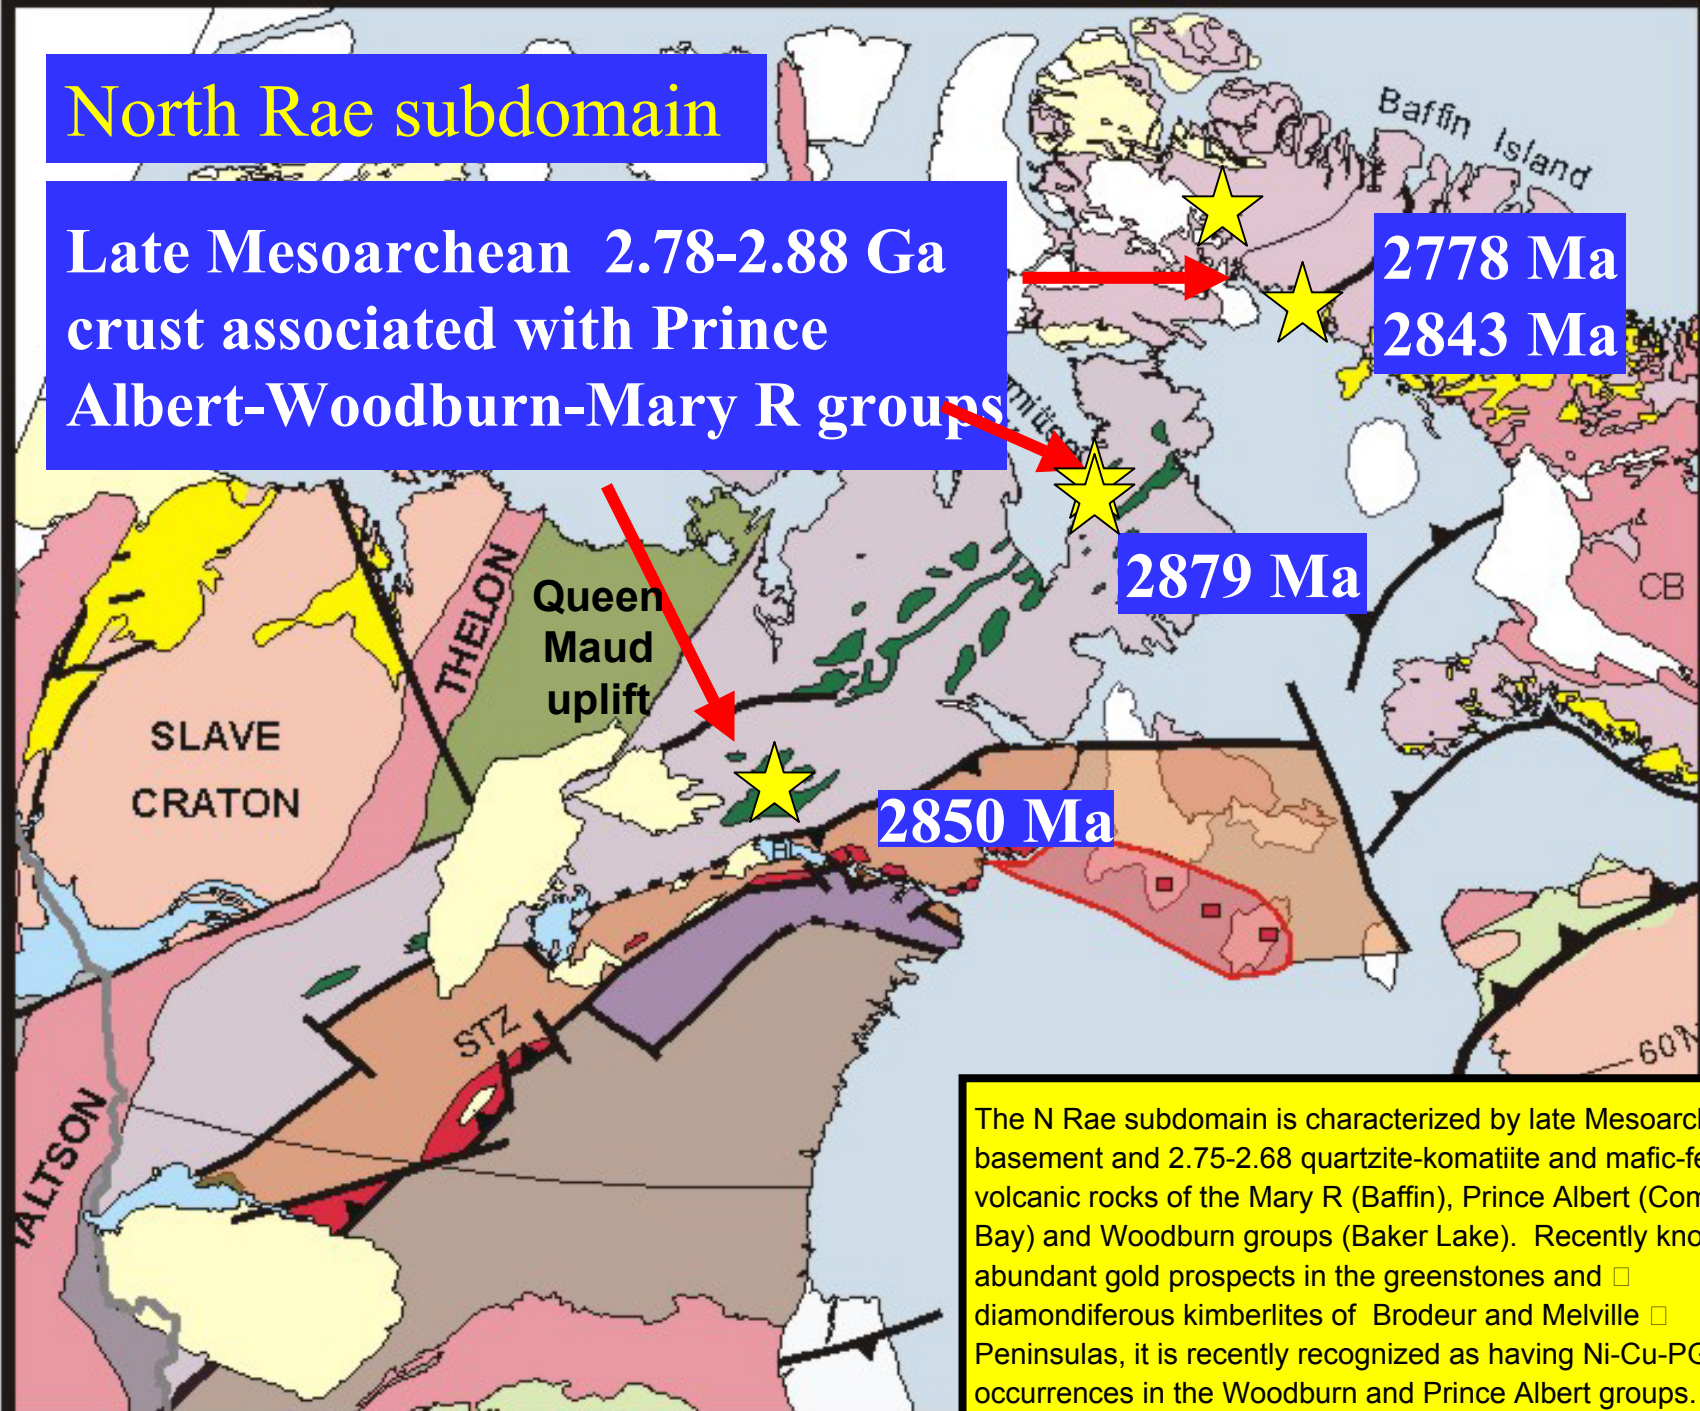 North Rae subdomain
Late Mesoarchean 2.78-2.88 Ga
crust associated with Prince
Albert-Woodburn-Mary R groups
Baffin Island
2778 Ma
2843 Ma
2879 Ma
CB
THELON
Queen
Maud
uplift
SLAVE
CRATON
2850 Ma
STZ
60°N
The N Rae subdomain is characterized by late Mesoarch
basement and 2.75-2.68 quartzite-komatiite and mafic-fe
volcanic rocks of the Mary R (Baffin), Prince Albert (Com
Bay) and Woodburn groups (Baker Lake). Recently kno
abundant gold prospects in the greenstones and □
diamondiferous kimberlites of Brodeur and Melville □
Peninsulas, it is recently recognized as having Ni-Cu-PG
occurrences in the Woodburn and Prince Albert groups.
ALTSON